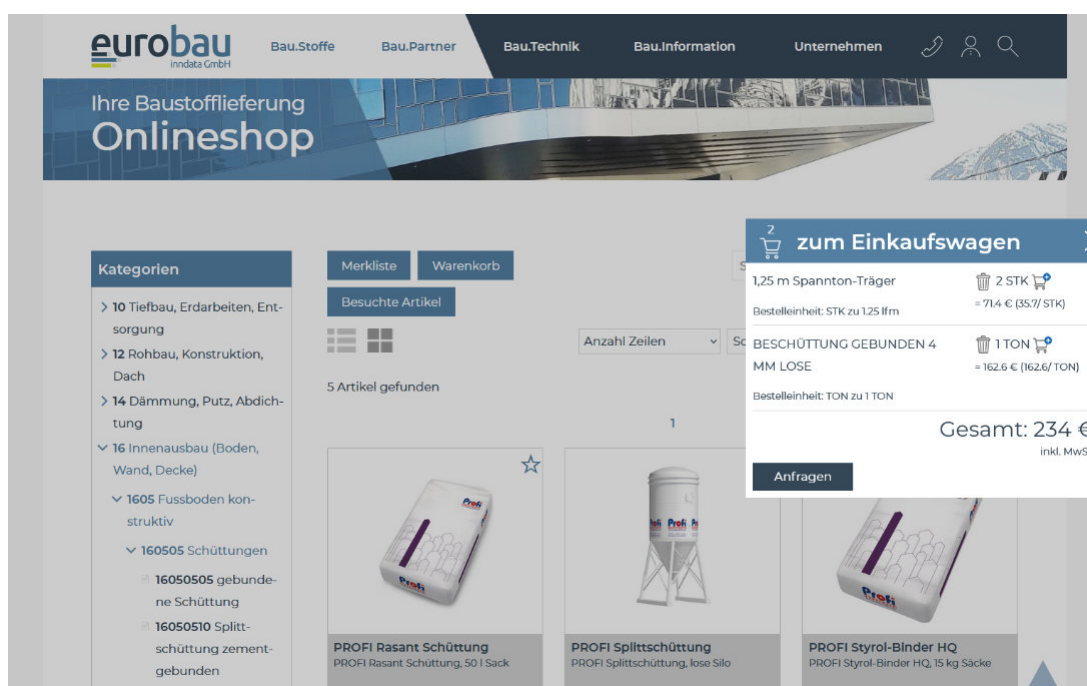 eurobau
inndata GmbH
Bau.Stoffe
Bau.Partner
Bau.Technik
Bau.Information
Unternehmen
Ihre Baustofflieferung
Onlineshop
Kategorien
10 Tiefbau, Erdarbeiten, Ent-
sorgung
12 Rohbau, Konstruktion,
Dach
14 Dämmung, Putz, Abdich-
tung
16 Innenausbau (Boden,
Wand, Decke)
1605 Fussboden kon-
struktiv
160505 Schüttungen
16050505 gebunde-
ne Schüttung
16050510 Splitt-
schüttung zement-
gebunden
Merkliste
Warenkorb
Besuchte Artikel
Anzahl Zeilen
5 Artikel gefunden
1
2
zum Einkaufswagen
1,25 m Spannton-Träger
2 STK
= 71.4 € (35.7/ STK)
Bestelleinheit: STK zu 1.25 lfm
BESCHÜTTUNG GEBUNDEN 4
MM LOSE
1 TON
= 162.6 € (162.6/ TON)
Bestelleinheit: TON zu 1 TON
Gesamt: 234 €
inkl. MwS
Anfragen
Profi
Profi
Profi
Profi
PROFI Rasant Schüttung
PROFI Rasant Schüttung, 50 l Sack
PROFI Splittschüttung
PROFI Splittschüttung, lose Silo
PROFI Styrol-Binder HQ
PROFI Styrol-Binder HQ, 15 kg Säcke